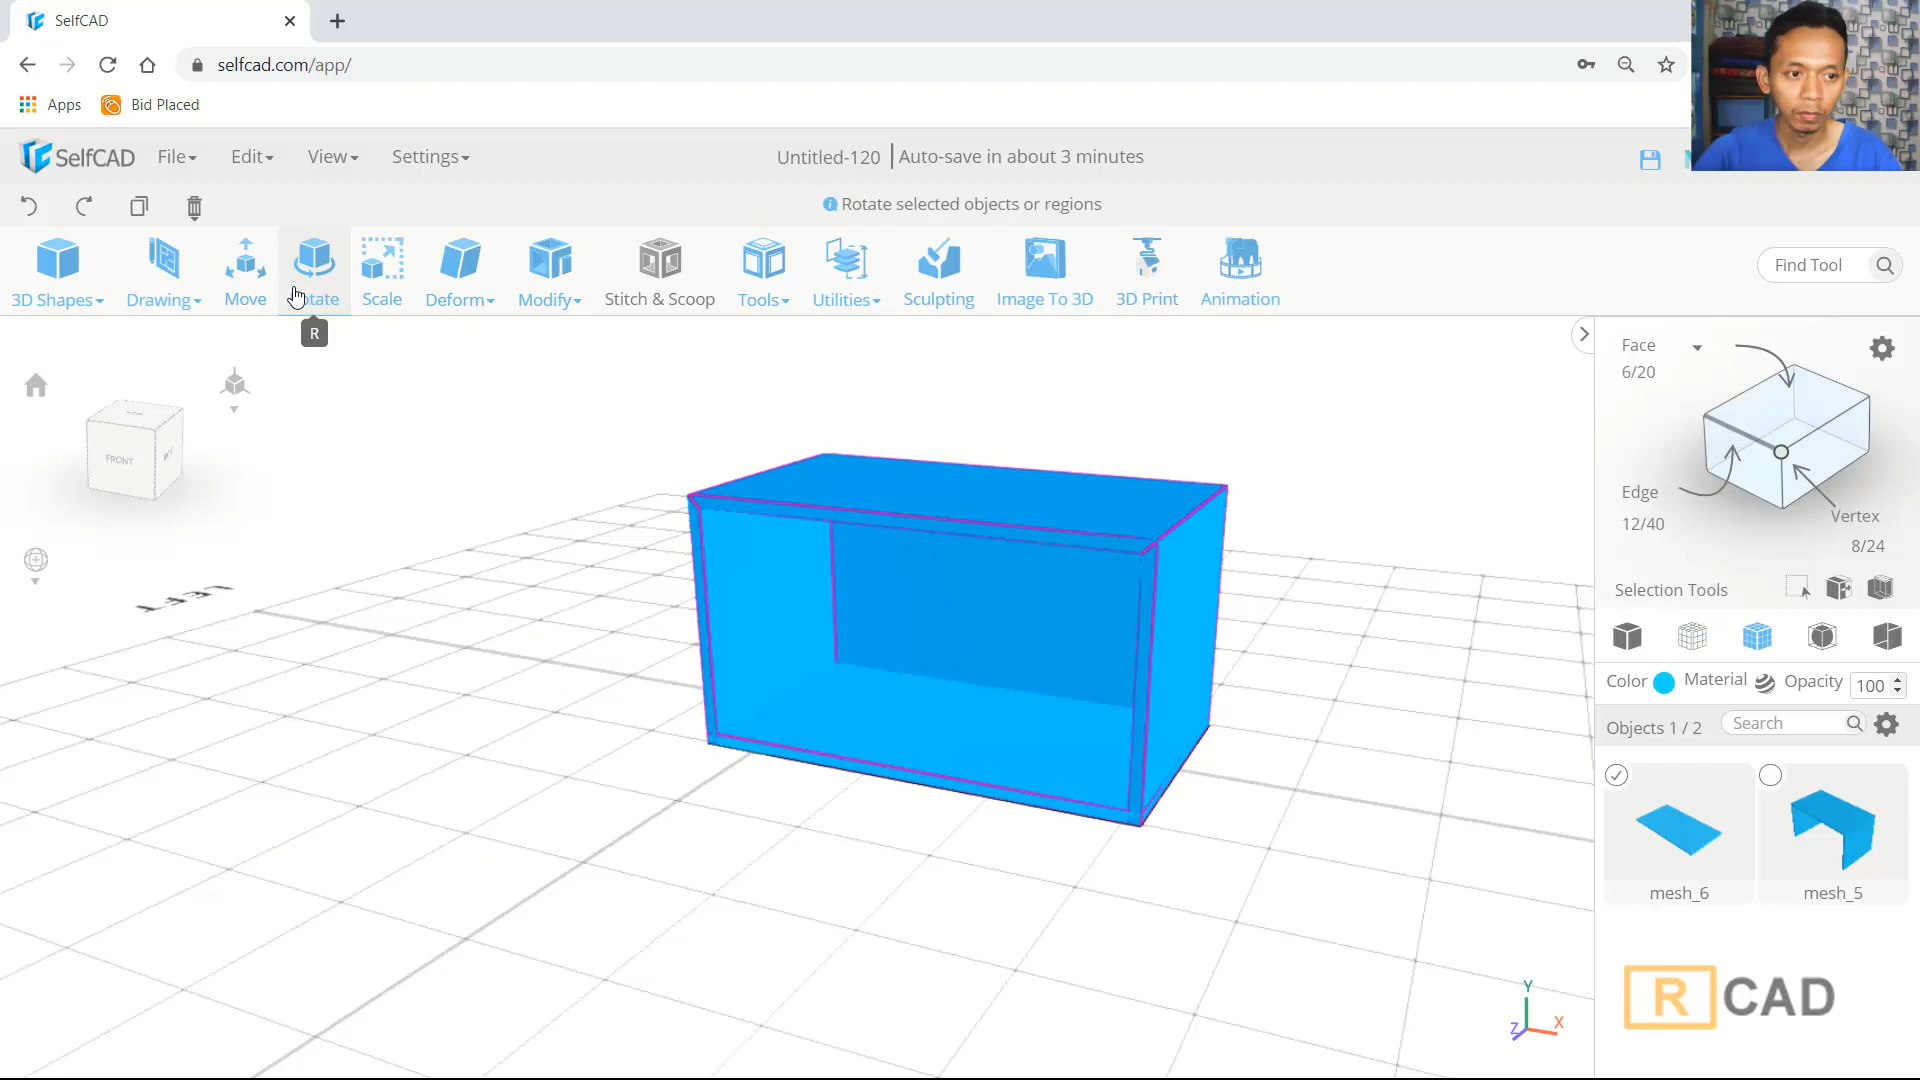 SelfCAD
selfcad.com/app/
Apps
Bid Placed
SelfCAD
File
Edit
View
Settings
Untitled-120
Auto-save in about 3 minutes
Rotate selected objects or regions
3D Shapes
Drawing
Move
Rotate
Scale
Deform
Modify
Stitch & Scoop
Tools
Utilities
Sculpting
Image To 3D
3D Print
Animation
Find Tool
R
Face
6/20
Edge
12/40
Vertex
8/24
FRONT
LEFT
Selection Tools
Color
Material
Opacity
100
Objects 1 / 2
Search
mesh_6
mesh_5
Y
Z
X
R CAD